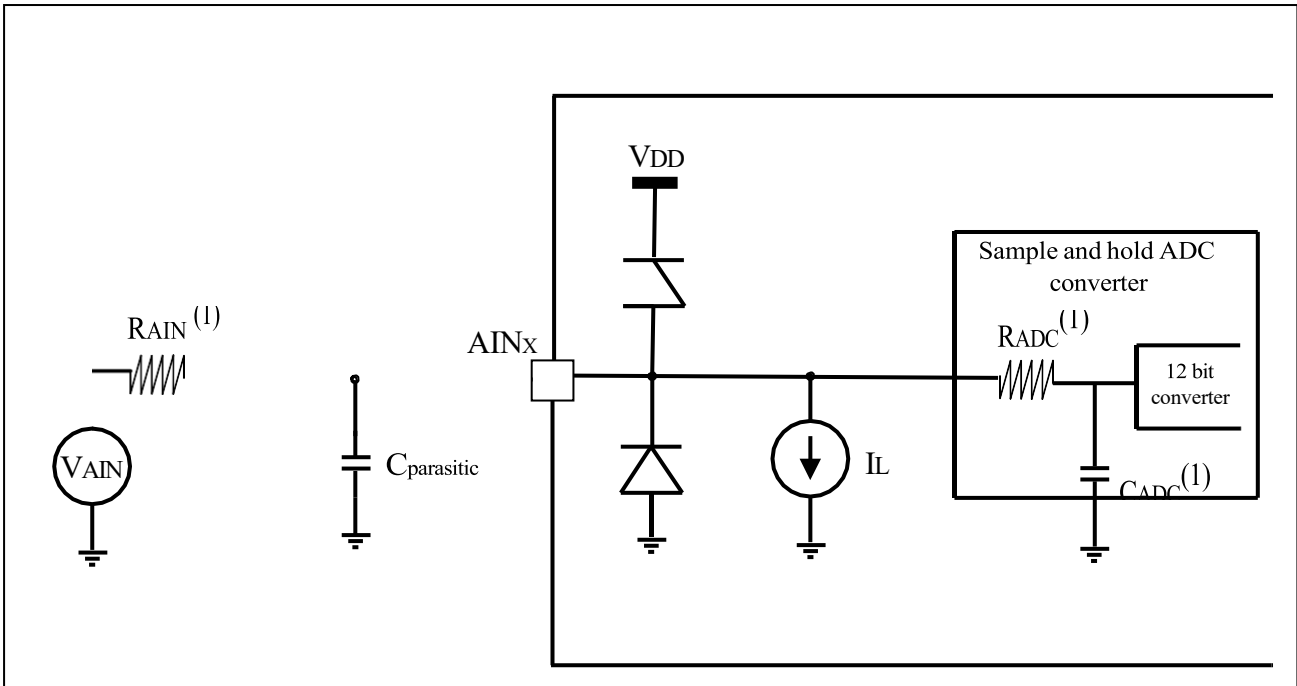 VDD
Sample and hold ADC
converter
RAIN (1)
AINX
RADC(1)
12 bit
converter
VAIN
Cparasitic
IL
CADC(1)